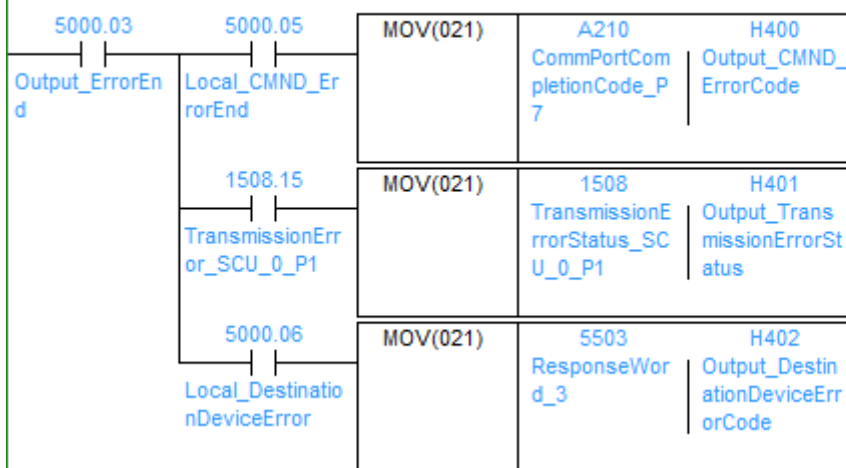 5000.03 5000.05 MOV(021) A210 H400
Output_ErrorEn Local_CMND_Er CommPortCom Output_CMND_
d rorEnd pletionCode_P ErrorCode
7
1508.15 MOV(021) 1508 H401
TransmissionErr TransmissionE Output_Trans
or_SCU_0_P1 rrorStatus_SC missionErrorSt
U_0_P1 atus
5000.06 MOV(021) 5503 H402
Local_Destinatio ResponseWor Output_Destin
nDeviceError d_3 ationDeviceErr
orCode